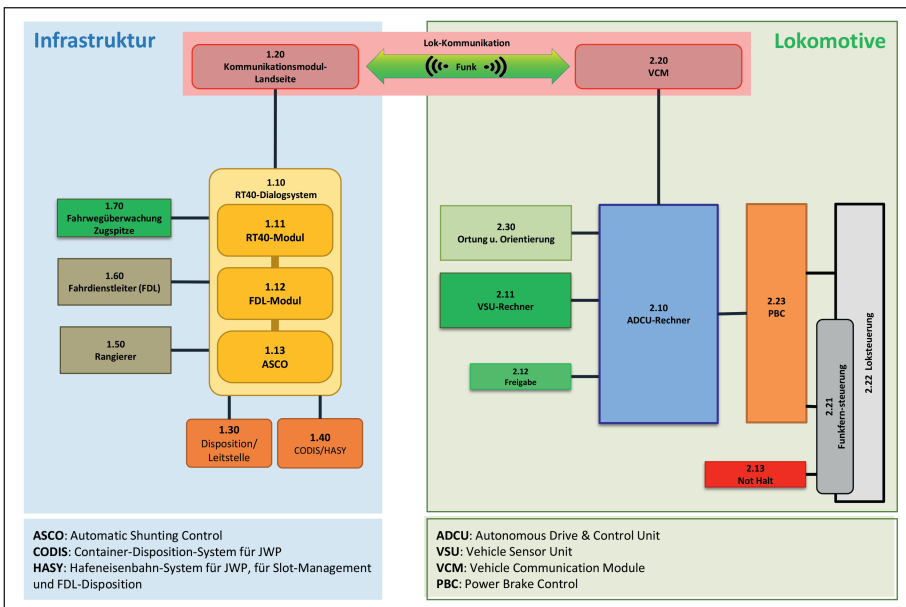 Infrastruktur
Lokomotive
Lok-Kommunikation
Funk
1.20
Kommunikationsmodul-
Landseite
2.20
VCM
1.10
RT40-Dialogsystem
1.11
RT40-Modul
1.12
FDL-Modul
1.13
ASCO
1.70
Fahrwegüberwachung
Zugspitze
1.60
Fahrdienstleiter (FDL)
1.50
Rangierer
1.30
Disposition/
Leitstelle
1.40
CODIS/HASY
2.30
Ortung u. Orientierung
2.11
VSU-Rechner
2.12
Freigabe
2.10
ADCU-Rechner
2.23
PBC
2.21
Funkfern-steuerung
2.22 Loksteuerung
2.13
Not Halt
ASCO: Automatic Shunting Control
CODIS: Container-Disposition-System für JWP
HASY: Hafeneisenbahn-System für JWP, für Slot-Management
und FDL-Disposition
ADCU: Autonomous Drive & Control Unit
VSU: Vehicle Sensor Unit
VCM: Vehicle Communication Module
PBC: Power Brake Control